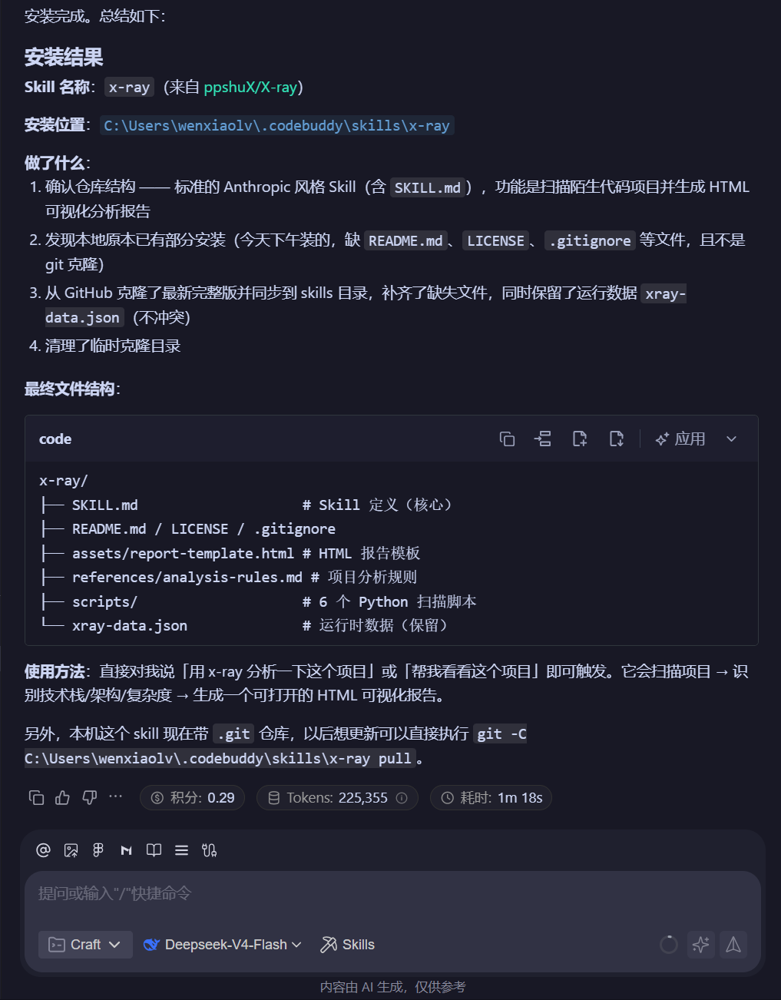 安装完成。总结如下：
安装结果
Skill 名称： x-ray （来自 ppshuX/X-ray)
安装位置： C:\Users\wenxiaolv\.codebuddy\skills\x-ray
做了什么：
1. 确认仓库结构 —— 标准的 Anthropic 风格 Skill（含 SKILL.md），功能是扫描陌生代码项目并生成 HTML
可视化分析报告
2. 发现本地原本已有部分安装（今天下午装的，缺 README.md、 LICENSE、 .gitignore 等文件，且不是
git 克隆）
3. 从 GitHub 克隆了最新完整版并同步到 skills 目录，补齐了缺失文件，同时保留了运行数据 xray-
data.json （不冲突）
4. 清理了临时克隆目录
最终文件结构：
code
应用
x-ray/
├── SKILL.md # Skill 定义（核心）
├── README.md / LICENSE / .gitignore
├── assets/report-template.html # HTML 报告模板
├── references/analysis-rules.md # 项目分析规则
├── scripts/ # 6 个 Python 扫描脚本
└── xray-data.json # 运行时数据（保留）
使用方法：直接对我说「用 x-ray 分析一下这个项目」或「帮我看看这个项目」即可触发。它会扫描项目 → 识
别技术栈/架构/复杂度 → 生成一个可打开的 HTML 可视化报告。
另外，本机这个 skill 现在带 .git 仓库，以后想更新可以直接执行 git -C
C:\Users\wenxiaolv\.codebuddy\skills\x-ray pull 。
积分: 0.29 Tokens: 225,355 耗时: 1m 18s
提问或输入"/"快捷命令
Craft Deepseek-V4-Flash Skills
内容由 AI 生成，仅供参考